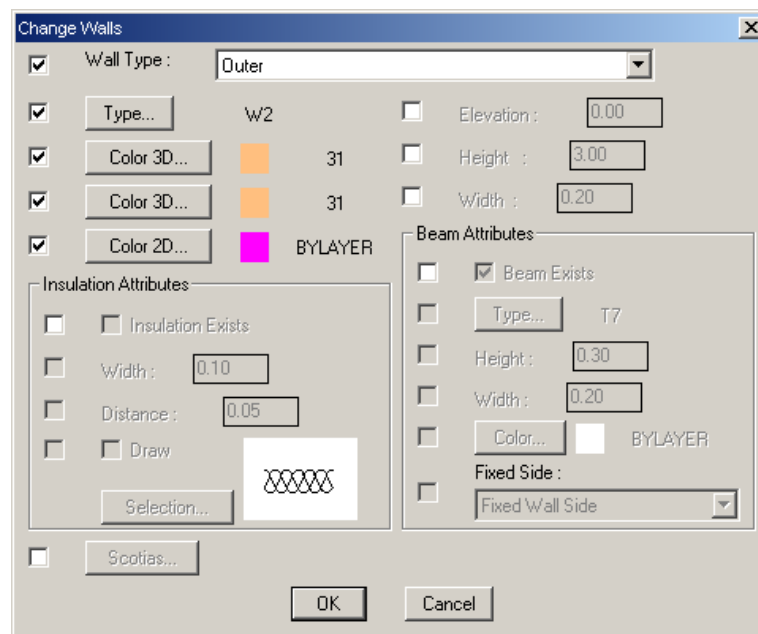 Change Walls
Wall Type : Outer
Type... W2
Color 3D... 31
Color 3D... 31
Color 2D... BYLAYER
Elevation : 0.00
Height : 3.00
Width : 0.20
Insulation Attributes
Insulation Exists
Width : 0.10
Distance : 0.05
Draw
Selection...
Beam Attributes
Beam Exists
Type... T7
Height : 0.30
Width : 0.20
Color... BYLAYER
Fixed Side :
Fixed Wall Side
Scotias...
OK Cancel